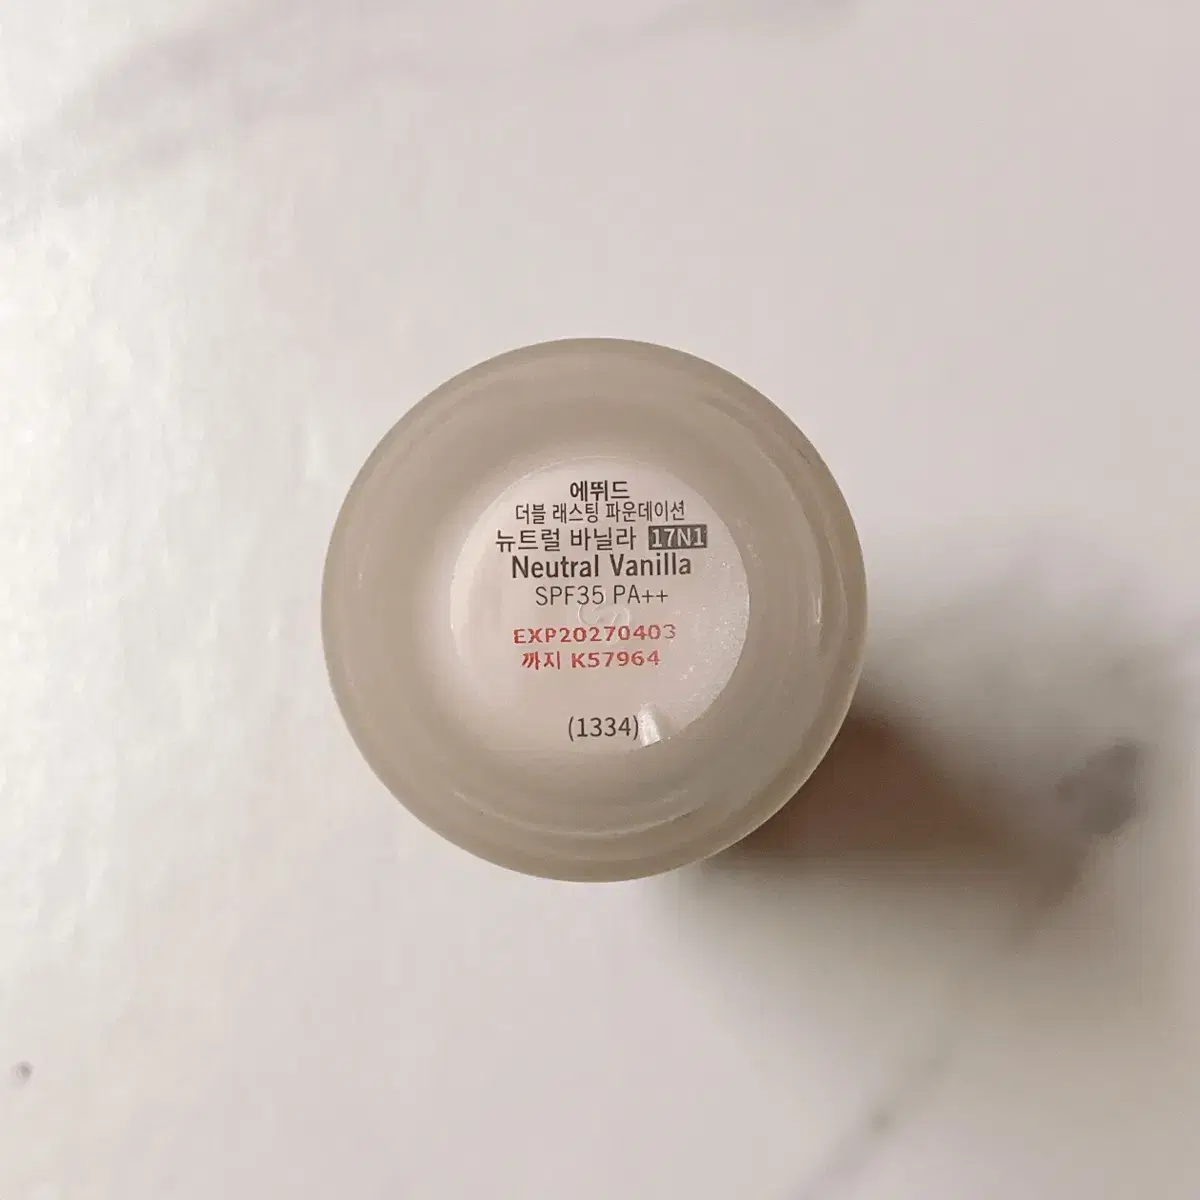 에뛰드
더블 래스팅 파운데이션
뉴트럴 바닐라 17N1
Neutral Vanilla
SPF35 PA++
EXP20270403
까지 K57964
(1334)